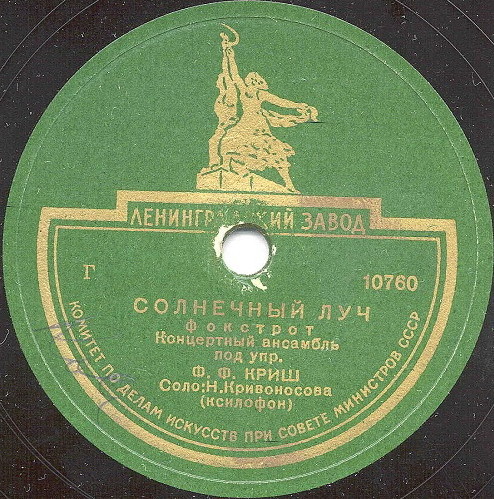 ЛЕНИНГРАДСКИЙ ЗАВОД
Г 10760
СОЛНЕЧНЫЙ ЛУЧ
фокстрот
Концертный ансамбль
под упр.
Ф. Ф. КРИШ
Соло: Н. Кривоносова
(ксилофон)
КОМИТЕТ ПО ДЕЛАМ ИСКУССТВ ПРИ СОВЕТЕ МИНИСТРОВ СССР